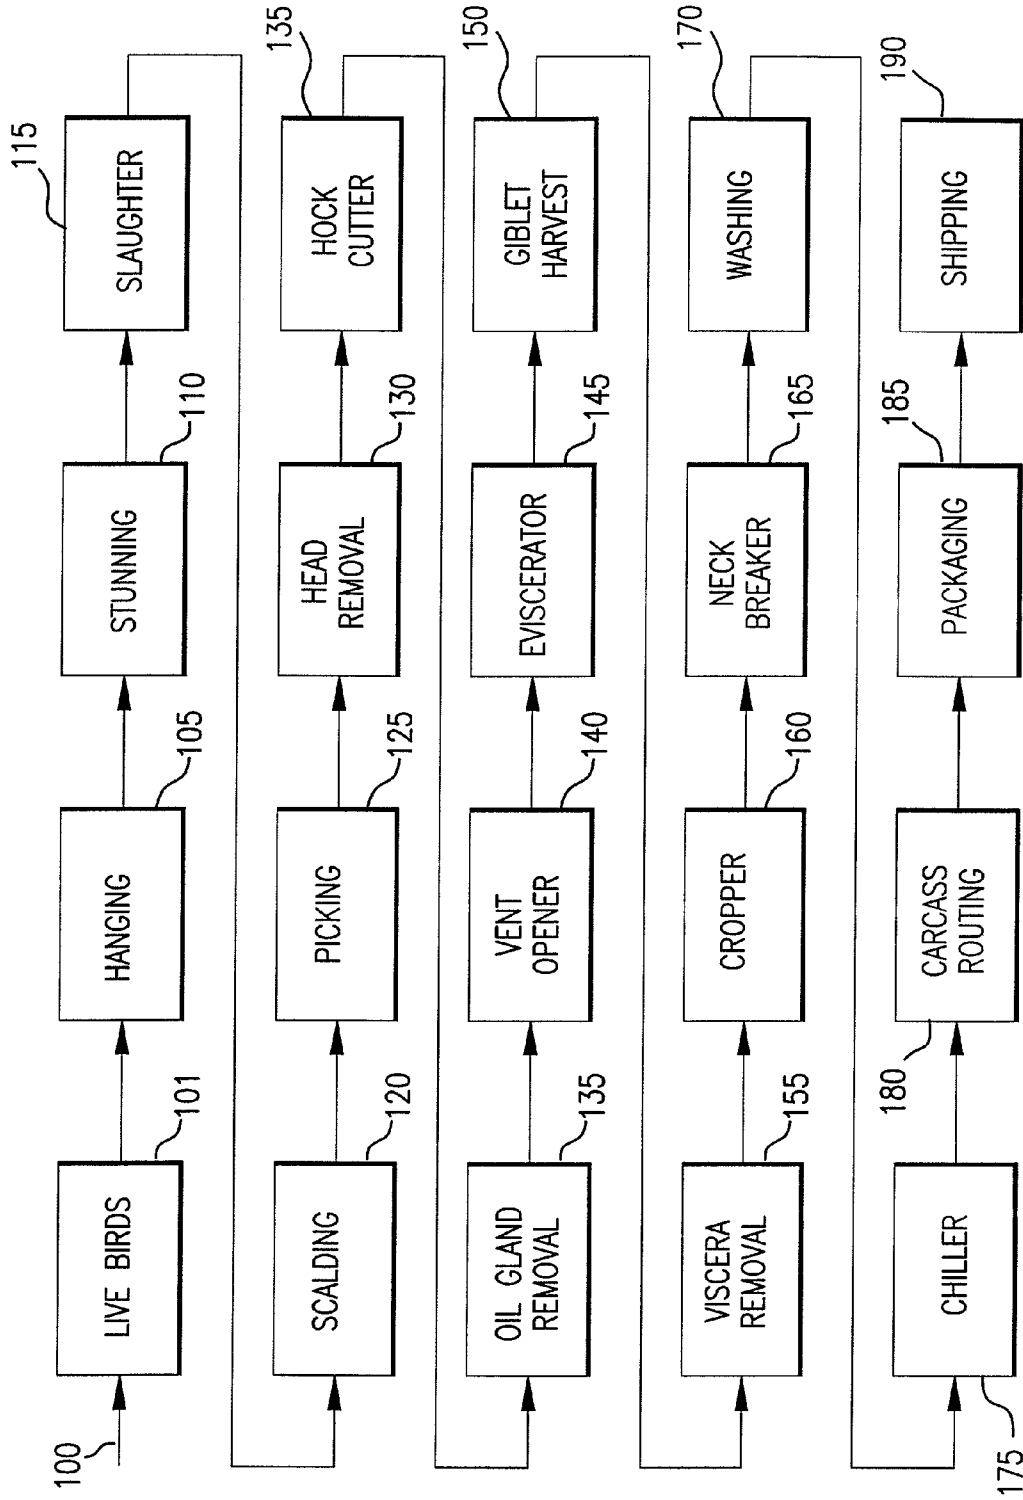 100
LIVE BIRDS
101
HANGING
105
STUNNING
110
SLAUGHTER
115
SCALDING
120
PICKING
125
HEAD
REMOVAL
130
HOCK
CUTTER
135
OIL GLAND
REMOVAL
135
VENT
OPENER
140
EVISCERATOR
145
GIBLET
HARVEST
150
VISCERA
REMOVAL
155
CROPPER
160
NECK
BREAKER
165
WASHING
170
CHILLER
175
CARCASS
ROUTING
180
PACKAGING
185
SHIPPING
190